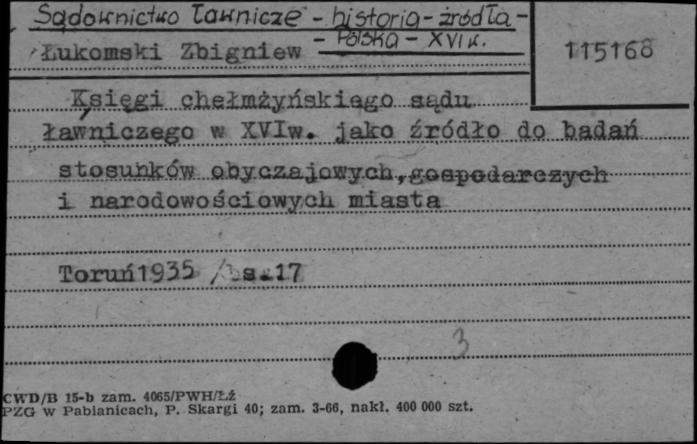 Sądownictwo ławnicze - historia - źródła -
- Polska - XVI w.
Łukomski Zbigniew
115168
Księgi chełmżyńskiego sądu
ławniczego w XVIw. jako źródło do badań
stosunków obyczajowych, gospodarczych
i narodowościowych miasta
Toruń1935 s.17
3
CWD/B 15-b zam. 4065/PWH/Łź
PZG w Pabianicach, P. Skargi 40; zam. 3-66, nakł. 400 000 szt.